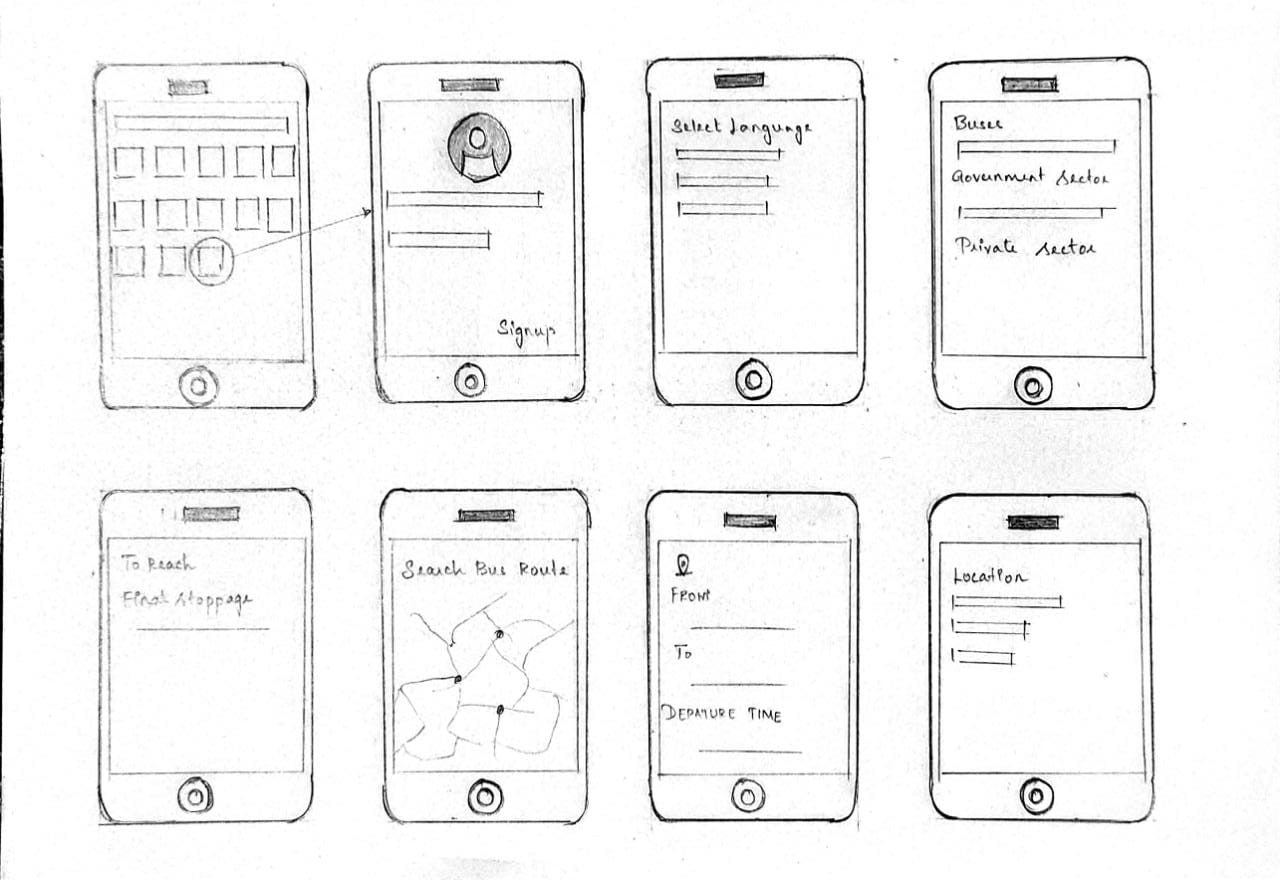 Signup
Select Language
Buses
Government sector
Private sector
To Reach
Final stoppage
Search Bus Route
FRONT
To
DEPATURE TIME
Location